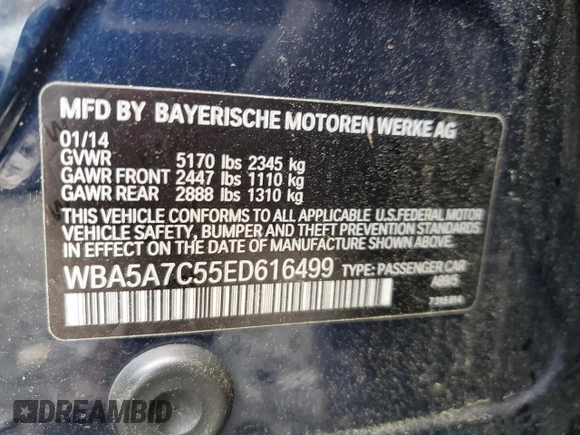 MFD BY BAYERISCHE MOTOREN WERKE AG
01/14
GVWR 5170 lbs 2345 kg
GAWR FRONT 2447 lbs 1110 kg
GAWR REAR 2888 lbs 1310 kg
THIS VEHICLE CONFORMS TO ALL APPLICABLE U.S.FEDERAL MOTOR
VEHICLE SAFETY, BUMPER AND THEFT PREVENTION STANDARDS
IN EFFECT ON THE DATE OF MANUFACTURE SHOWN ABOVE.
WBA5A7C55ED616499 TYPE: PASSENGER CAR
DREAMBID